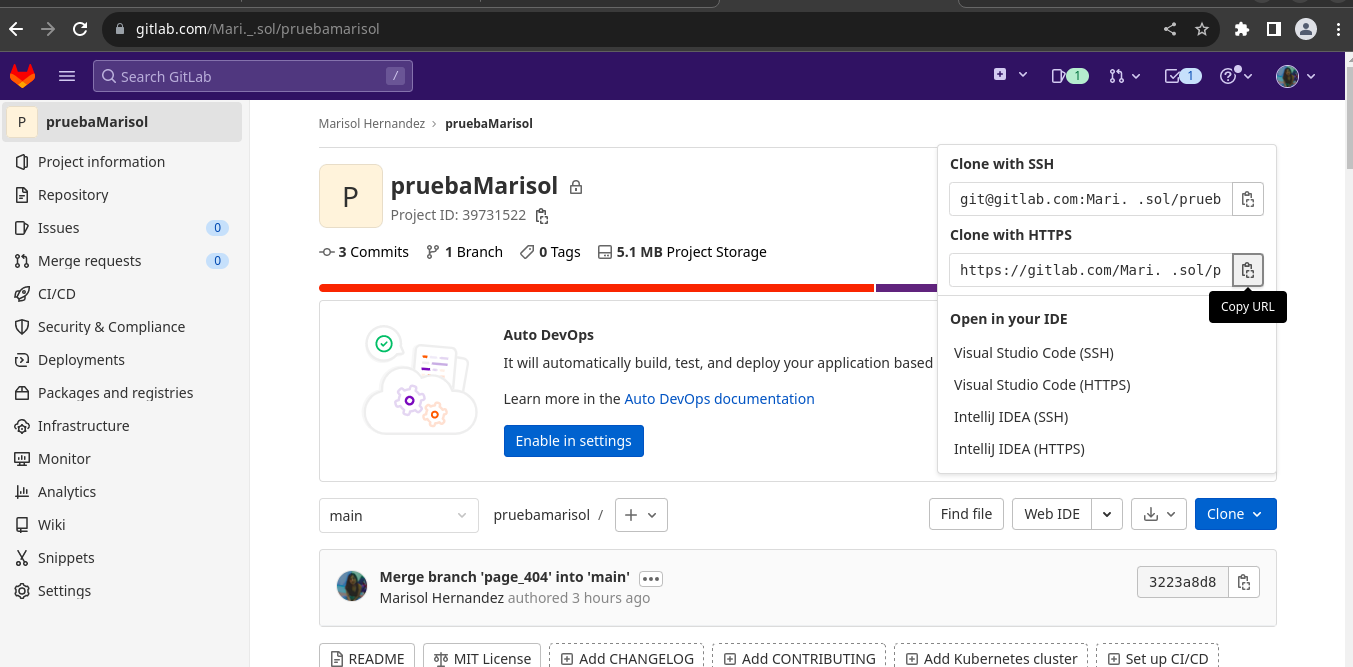 gitlab.com/Mari._.sol/pruebamarisol
Search GitLab /
1
1
P pruebaMarisol
Project information
Repository
Issues 0
Merge requests 0
CI/CD
Security & Compliance
Deployments
Packages and registries
Infrastructure
Monitor
Analytics
Wiki
Snippets
Settings
Marisol Hernandez › pruebaMarisol
P
pruebaMarisol
Project ID: 39731522
3 Commits 1 Branch 0 Tags 5.1 MB Project Storage
Auto DevOps
It will automatically build, test, and deploy your application based
Learn more in the Auto DevOps documentation
Enable in settings
Clone with SSH
git@gitlab.com:Mari. .sol/prueb
Clone with HTTPS
https://gitlab.com/Mari. .sol/p
Copy URL
Open in your IDE
Visual Studio Code (SSH)
Visual Studio Code (HTTPS)
IntelliJ IDEA (SSH)
IntelliJ IDEA (HTTPS)
main pruebamarisol / + Find file Web IDE Clone
Merge branch 'page_404' into 'main'
Marisol Hernandez authored 3 hours ago
3223a8d8
README MIT License Add CHANGELOG Add CONTRIBUTING Add Kubernetes cluster Set up CI/CD